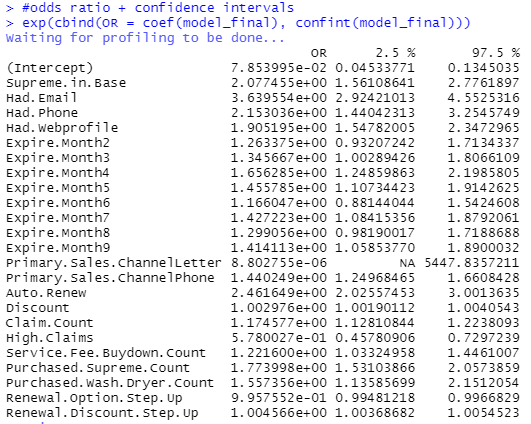 > #odds ratio + confidence intervals
> exp(cbind(OR = coef(model_final), confint(model_final)))
Waiting for profiling to be done...
OR 2.5 % 97.5 %
(Intercept) 7.853995e-02 0.04533771 0.1345035
Supreme.in.Base 2.077455e+00 1.56108641 2.7761897
Had.Email 3.639554e+00 2.92421013 4.5525316
Had.Phone 2.153036e+00 1.44042313 3.2545749
Had.Webprofile 1.905195e+00 1.54782005 2.3472965
Expire.Month2 1.263375e+00 0.93207242 1.7134337
Expire.Month3 1.345667e+00 1.00289426 1.8066109
Expire.Month4 1.656285e+00 1.24859863 2.1985805
Expire.Month5 1.455785e+00 1.10734423 1.9142625
Expire.Month6 1.166047e+00 0.88144044 1.5424608
Expire.Month7 1.427223e+00 1.08415356 1.8792061
Expire.Month8 1.299056e+00 0.98190017 1.7188688
Expire.Month9 1.414113e+00 1.05853770 1.8900032
Primary.Sales.ChannelLetter 8.802755e-06 NA 5447.8357211
Primary.Sales.ChannelPhone 1.440249e+00 1.24968465 1.6608428
Auto.Renew 2.461649e+00 2.02557453 3.0013635
Discount 1.002976e+00 1.00190112 1.0040543
Claim.Count 1.174577e+00 1.12810844 1.2238093
High.Claims 5.780027e-01 0.45780906 0.7297239
Service.Fee.Buydown.Count 1.221600e+00 1.03324958 1.4461007
Purchased.Supreme.Count 1.773998e+00 1.53103866 2.0573859
Purchased.Wash.Dryer.Count 1.557356e+00 1.13585699 2.1512054
Renewal.Option.Step.Up 9.957552e-01 0.99481218 0.9966829
Renewal.Discount.Step.Up 1.004566e+00 1.00368682 1.0054523